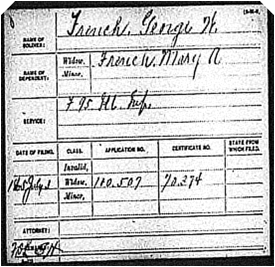 NAME OF SOLDIER: French, George W.
NAME OF DEPENDENT: Widow, French, Mary A
Minor,
SERVICE: F 95 Ill. Inf.
DATE OF FILING. CLASS. APPLICATION NO. CERTIFICATE NO. STATE FROM WHICH FILED.
Invalid,
Widow, 110.507 70.274
Minor,
ATTORNEY: